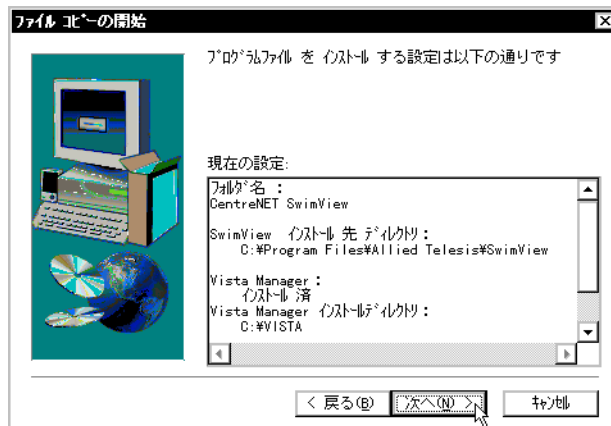 ﾌｧｲﾙ ｺﾋﾟｰの開始
ﾌﾟﾛｸﾞﾗﾑﾌｧｲﾙ を ｲﾝｽﾄｰﾙ する設定は以下の通りです
現在の設定:
ﾌｫﾙﾀﾞ名 :
CentreNET SwimView
SwimView ｲﾝｽﾄｰﾙ 先 ﾃﾞｨﾚｸﾄﾘ:
C:¥Program Files¥Allied Telesis¥SwimView
Vista Manager:
ｲﾝｽﾄｰﾙ 済
Vista Manager ｲﾝｽﾄｰﾙﾃﾞｨﾚｸﾄﾘ:
C:¥VISTA
< 戻る(B) 次へ(N) > ｷｬﾝｾﾙ